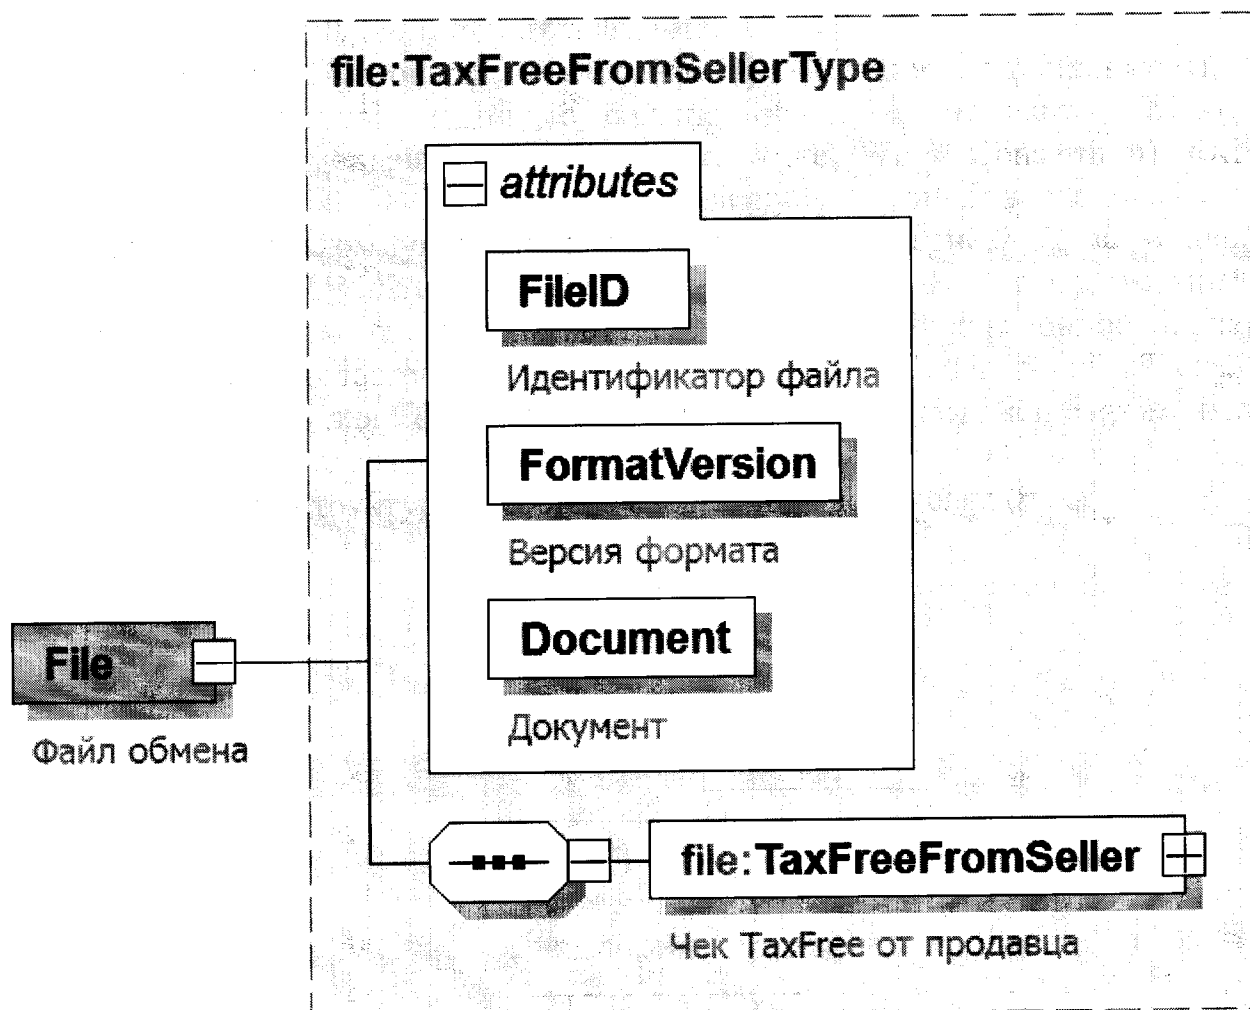 file:TaxFreeFromSellerType
attributes
FileID
Идентификатор файла
FormatVersion
Версия формата
Document
Документ
File
Файл обмена
file:TaxFreeFromSeller
Чек TaxFree от продавца